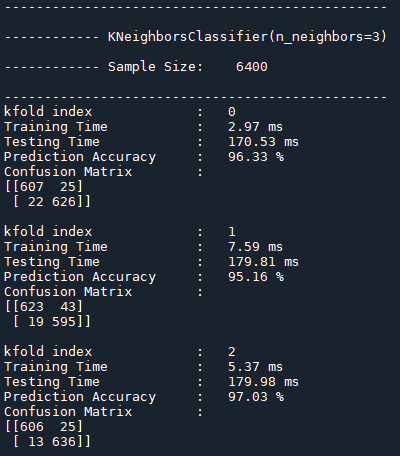 ------------------------------------------------
------------ KNeighborsClassifier(n_neighbors=3)
------------ Sample Size:    6400
------------------------------------------------
kfold index          :   0
Training Time        :   2.97 ms
Testing Time         :   170.53 ms
Prediction Accuracy  :   96.33 %
Confusion Matrix     :
[[607  25]
 [ 22 626]]
kfold index          :   1
Training Time        :   7.59 ms
Testing Time         :   179.81 ms
Prediction Accuracy  :   95.16 %
Confusion Matrix     :
[[623  43]
 [ 19 595]]
kfold index          :   2
Training Time        :   5.37 ms
Testing Time         :   179.98 ms
Prediction Accuracy  :   97.03 %
Confusion Matrix     :
[[606  25]
 [ 13 636]]